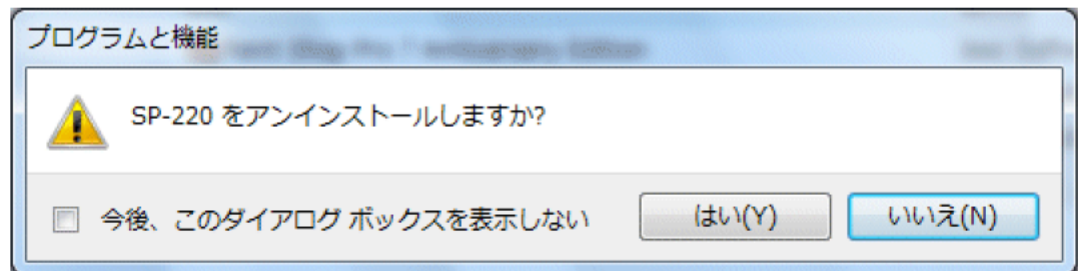 プログラムと機能
SP-220 をアンインストールしますか?
今後、このダイアログ ボックスを表示しない
はい(Y)
いいえ(N)